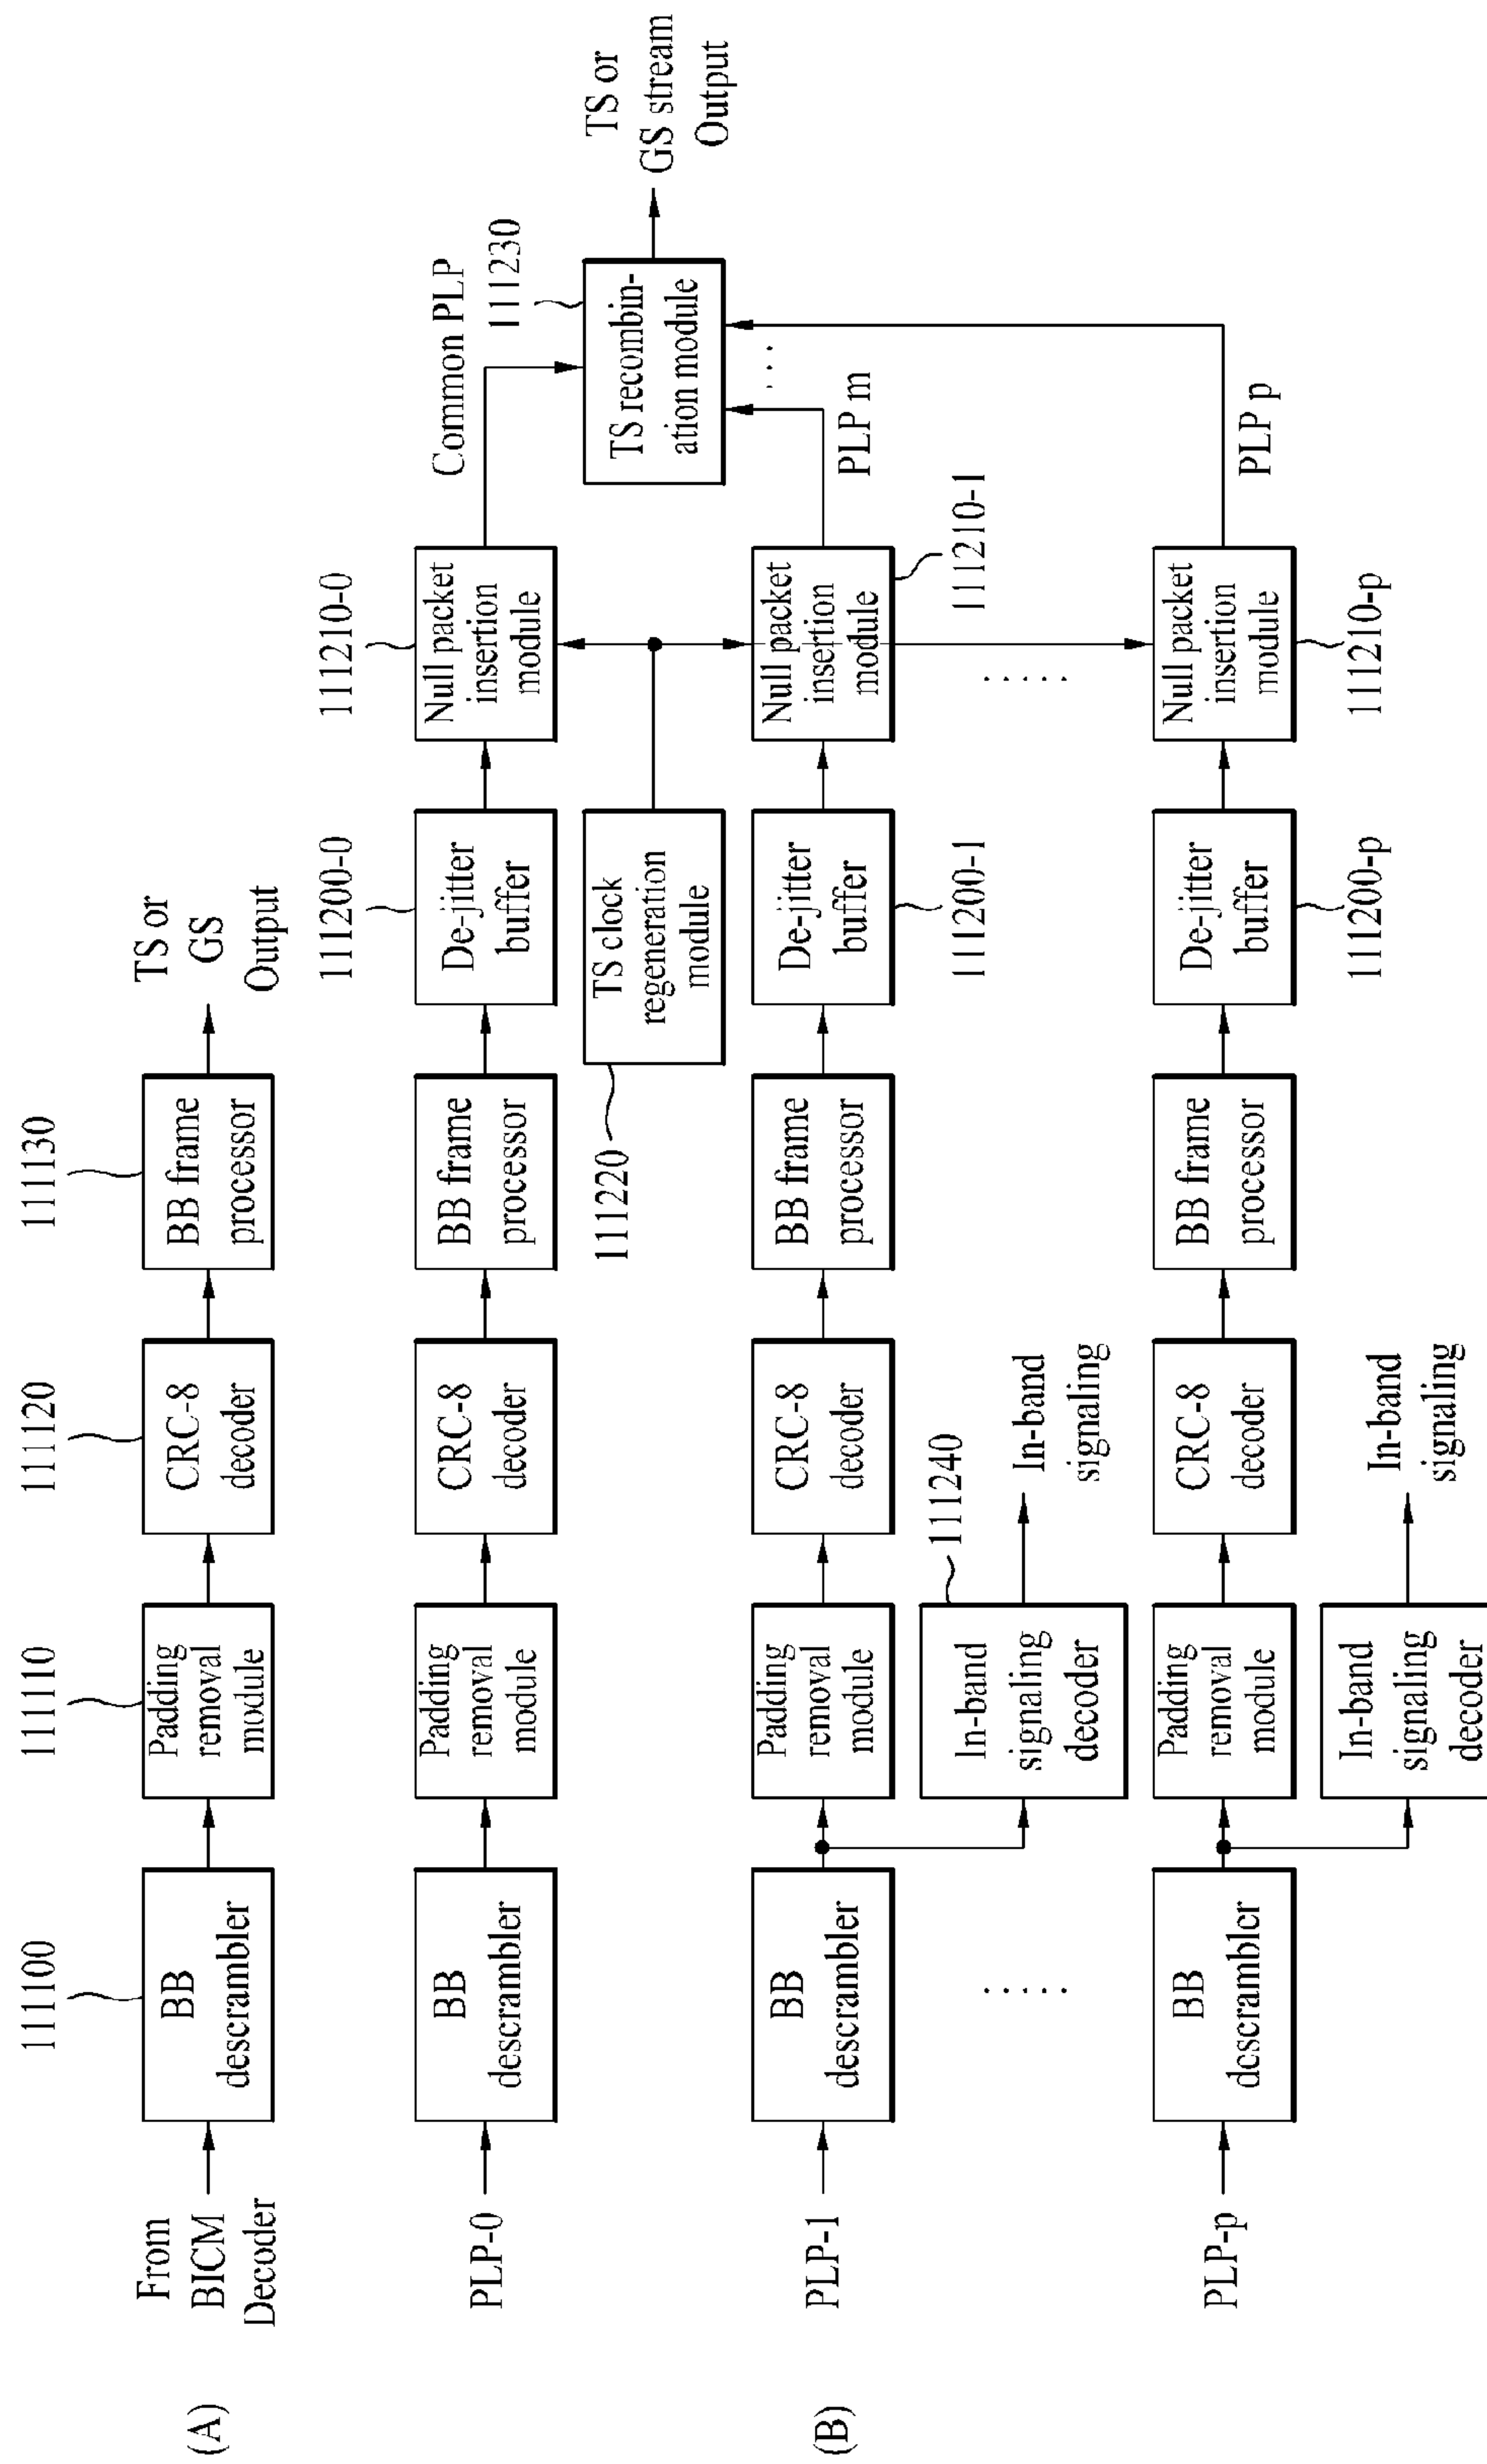 (A)
From
BICM
Decoder
111100
BB
descrambler
111110
Padding
removal
module
111120
CRC-8
decoder
111130
BB frame
processor
TS or
GS
Output
PLP-0
BB
descrambler
Padding
removal
module
CRC-8
decoder
BB frame
processor
111200-0
De-jitter
buffer
111210-0
Null packet
insertion
module
Common PLP
111220
TS clock
regeneration
module
111230
TS recombin-
ation module
TS or
GS stream
Output
. . .
(B)
PLP-1
BB
descrambler
Padding
removal
module
CRC-8
decoder
BB frame
processor
De-jitter
buffer
111200-1
Null packet
insertion
module
111210-1
PLP m
In-band
signaling
decoder
111240
In-band
signaling
. . . . .
. . . . .
PLP-p
BB
dcscramblcr
Padding
removal
module
CRC-8
decoder
BB frame
processor
De-jitter
buffer
111200-p
Null packet
insertion
module
111210-p
PLP p
In-band
signaling
decoder
In-band
signaling